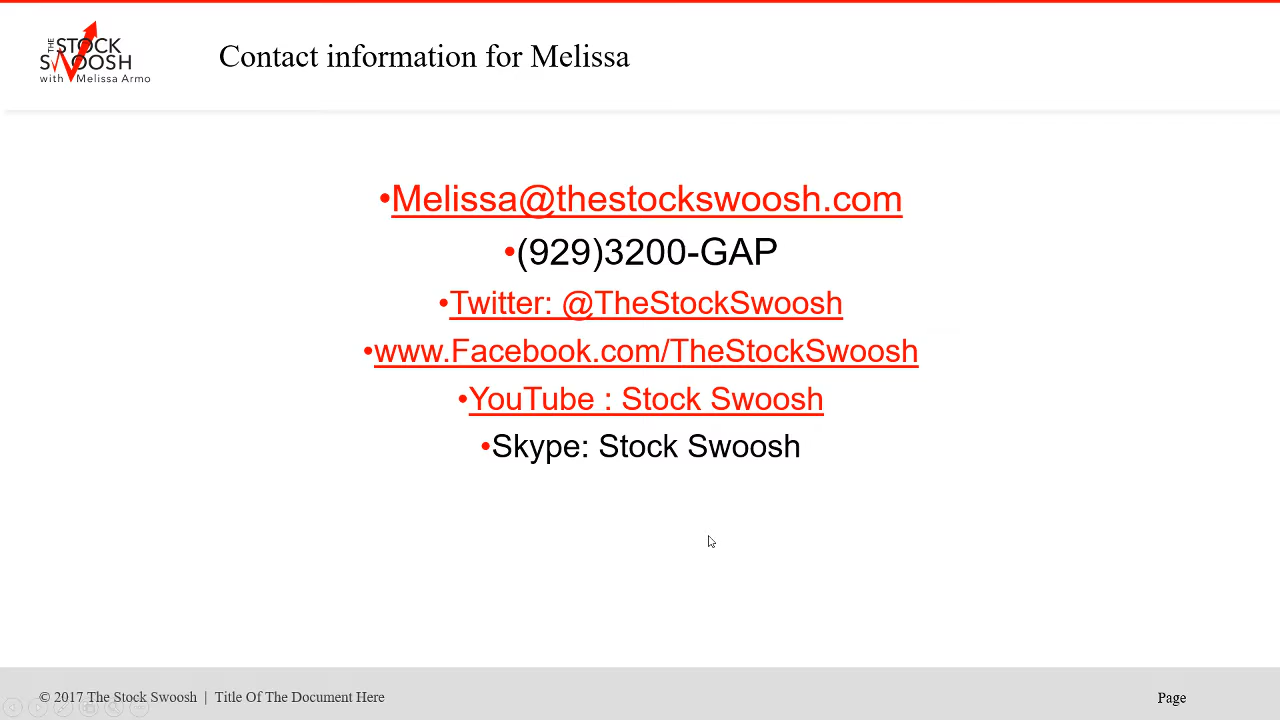 THE STOCK
SWOOSH
with Melissa Armo
Contact information for Melissa
•Melissa@thestockswoosh.com
•(929)3200-GAP
•Twitter: @TheStockSwoosh
•www.Facebook.com/TheStockSwoosh
•YouTube : Stock Swoosh
•Skype: Stock Swoosh
© 2017 The Stock Swoosh | Title Of The Document Here
Page